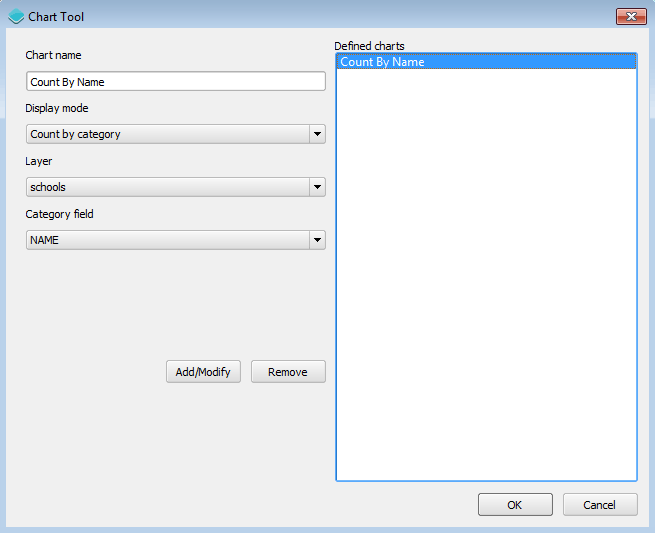 Chart Tool
Chart name
Count By Name
Display mode
Count by category
Layer
schools
Category field
NAME
Add/Modify
Remove
Defined charts
Count By Name
OK
Cancel